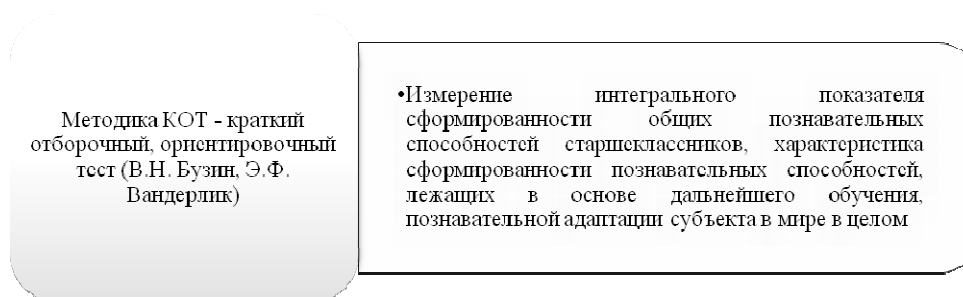 Методика КОТ - краткий
отборочный, ориентировочный
тест (В.Н. Бузин, Э.Ф.
Вандерлик)
•Измерение интегрального показателя
сформированности общих познавательных
способностей старшеклассников, характеристика
сформированности познавательных способностей,
лежащих в основе дальнейшего обучения,
познавательной адаптации субъекта в мире в целом